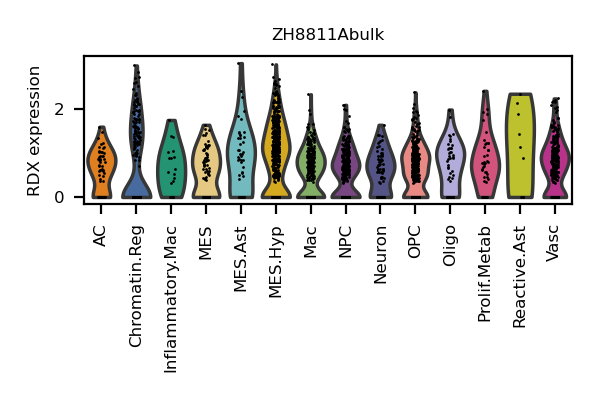 ZH8811Abulk
RDX expression
2
0
AC
Chromatin.Reg
Inflammatory.Mac
MES
MES.Ast
MES.Hyp
Mac
NPC
Neuron
OPC
Oligo
Prolif.Metab
Reactive.Ast
Vasc